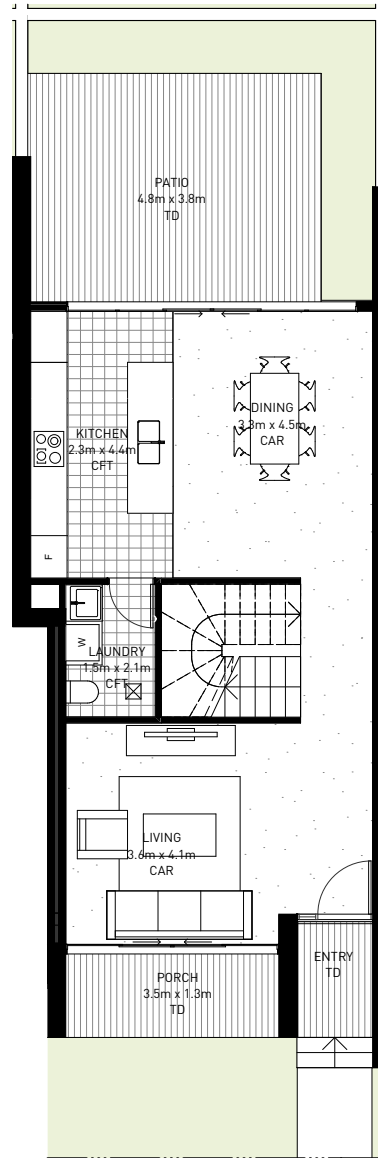 PATIO
4.8m x 3.8m
TD
DINING
3.3m x 4.5m
CAR
KITCHEN
2.3m x 4.4m
CFT
F
W
LAUNDRY
1.5m x 2.1m
CFT
LIVING
3.6m x 4.1m
CAR
ENTRY
TD
PORCH
3.5m x 1.3m
TD